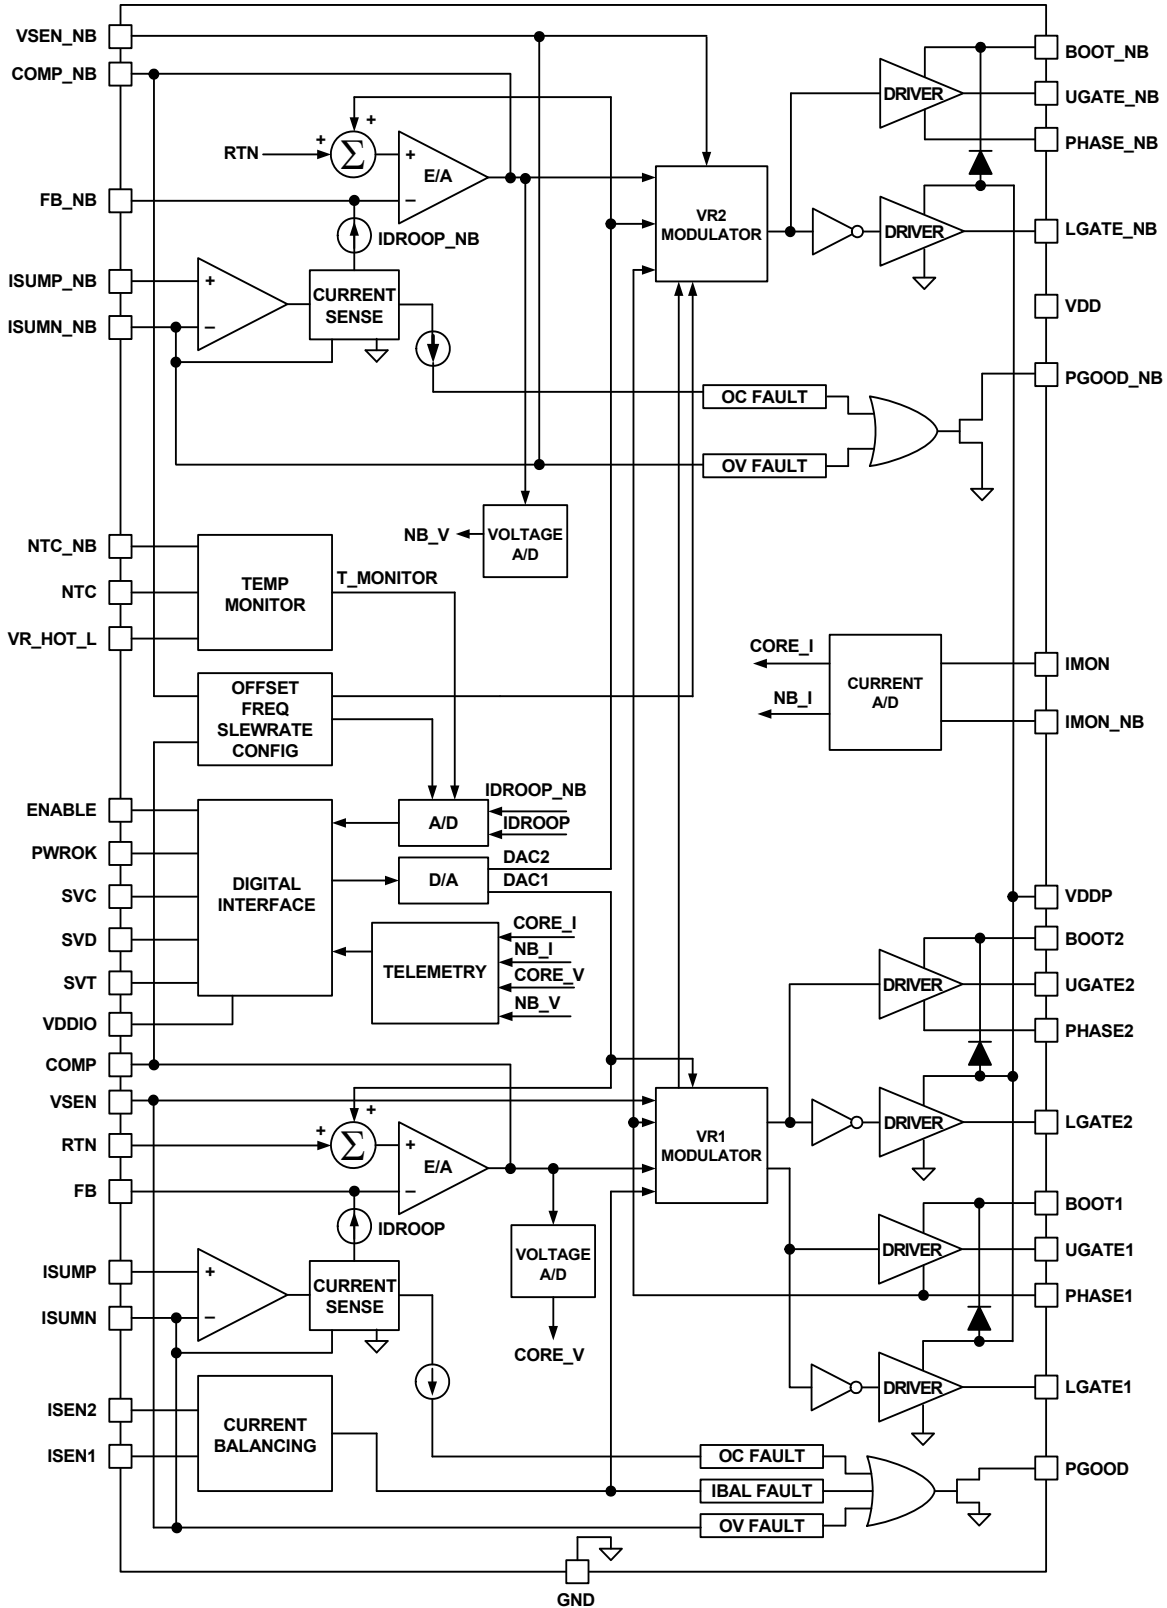 VSEN_NB
COMP_NB
RTN
+
+
Σ
+
−
E/A
FB_NB
IDROOP_NB
ISUMP_NB
+
ISUMN_NB
−
CURRENT
SENSE
VR2
MODULATOR
DRIVER
BOOT_NB
UGATE_NB
PHASE_NB
DRIVER
LGATE_NB
VDD
PGOOD_NB
OC FAULT
OV FAULT
NB_V
VOLTAGE
A/D
NTC_NB
NTC
VR_HOT_L
TEMP
MONITOR
T_MONITOR
OFFSET
FREQ
SLEWRATE
CONFIG
CORE_I
NB_I
CURRENT
A/D
IMON
IMON_NB
ENABLE
PWROK
SVC
SVD
SVT
VDDIO
DIGITAL
INTERFACE
A/D
IDROOP_NB
IDROOP
D/A
DAC2
DAC1
TELEMETRY
CORE_I
NB_I
CORE_V
NB_V
VDDP
BOOT2
DRIVER
UGATE2
PHASE2
DRIVER
LGATE2
COMP
VSEN
RTN
+
+
Σ
+
−
E/A
FB
IDROOP
VR1
MODULATOR
BOOT1
DRIVER
UGATE1
PHASE1
DRIVER
LGATE1
ISUMP
+
ISUMN
−
CURRENT
SENSE
VOLTAGE
A/D
CORE_V
ISEN2
ISEN1
CURRENT
BALANCING
OC FAULT
IBAL FAULT
OV FAULT
PGOOD
GND